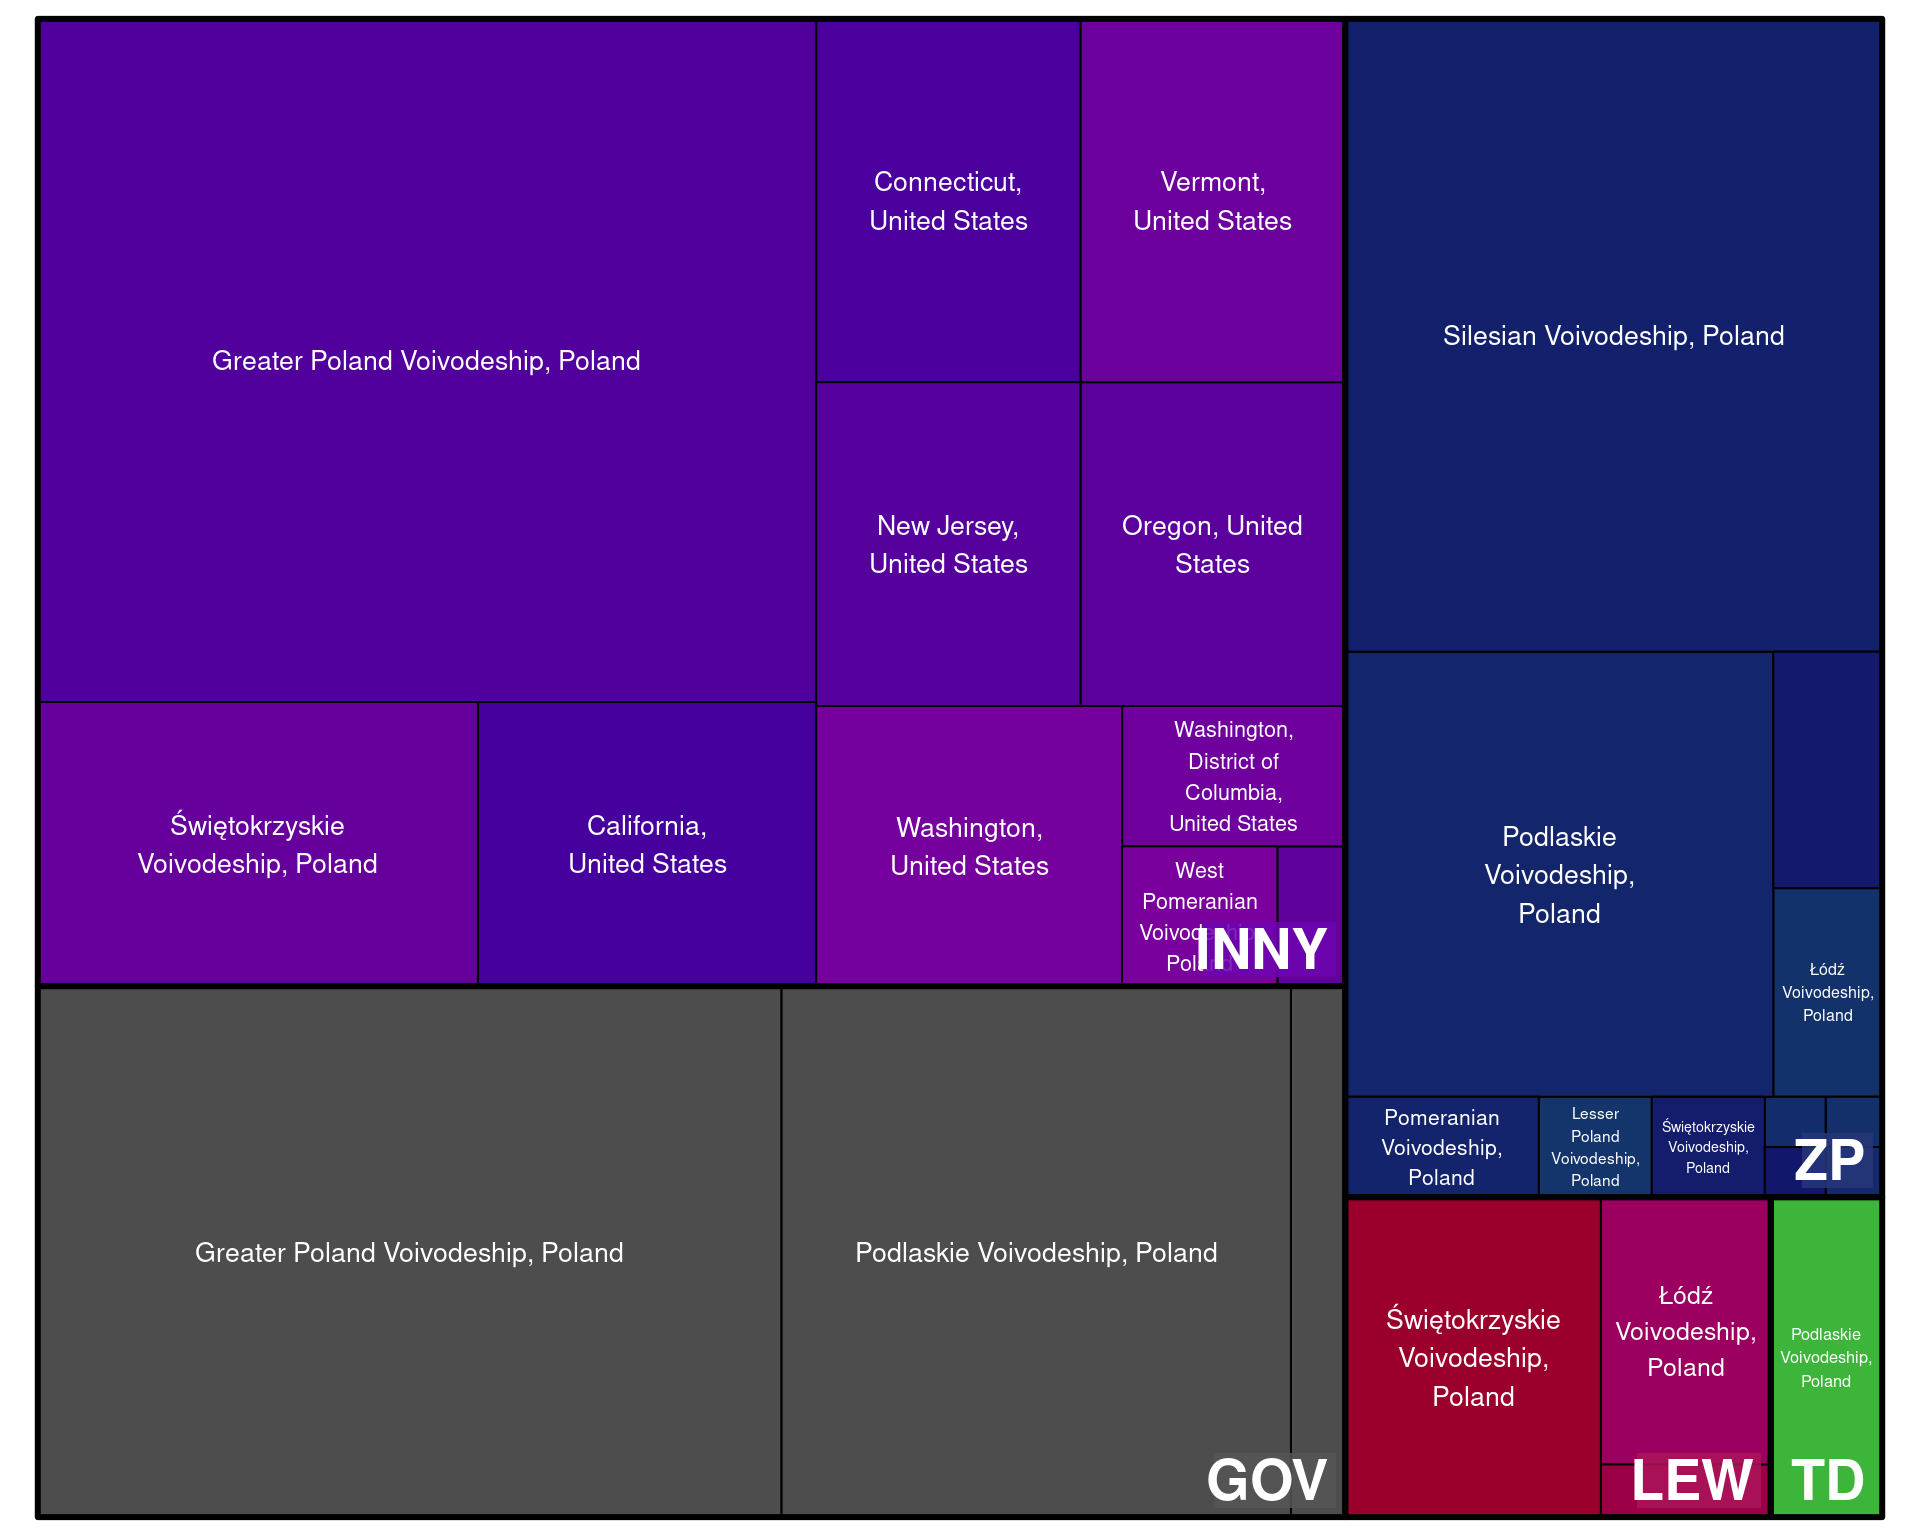 Greater Poland Voivodeship, Poland
Connecticut,
United States
Vermont,
United States
New Jersey,
United States
Oregon, United
States
Świętokrzyskie
Voivodeship, Poland
California,
United States
Washington,
United States
Washington,
District of
Columbia,
United States
West
Pomeranian
INNY
Greater Poland Voivodeship, Poland
Podlaskie Voivodeship, Poland
GOV
Silesian Voivodeship, Poland
Podlaskie
Voivodeship,
Poland
Łódź
Voivodeship,
Poland
Pomeranian
Voivodeship,
Poland
Lesser
Poland
Voivodeship,
Poland
Świętokrzyskie
Voivodeship,
Poland
ZP
Świętokrzyskie
Voivodeship,
Poland
Łódź
Voivodeship,
Poland
LEW
Podlaskie
Voivodeship,
Poland
TD